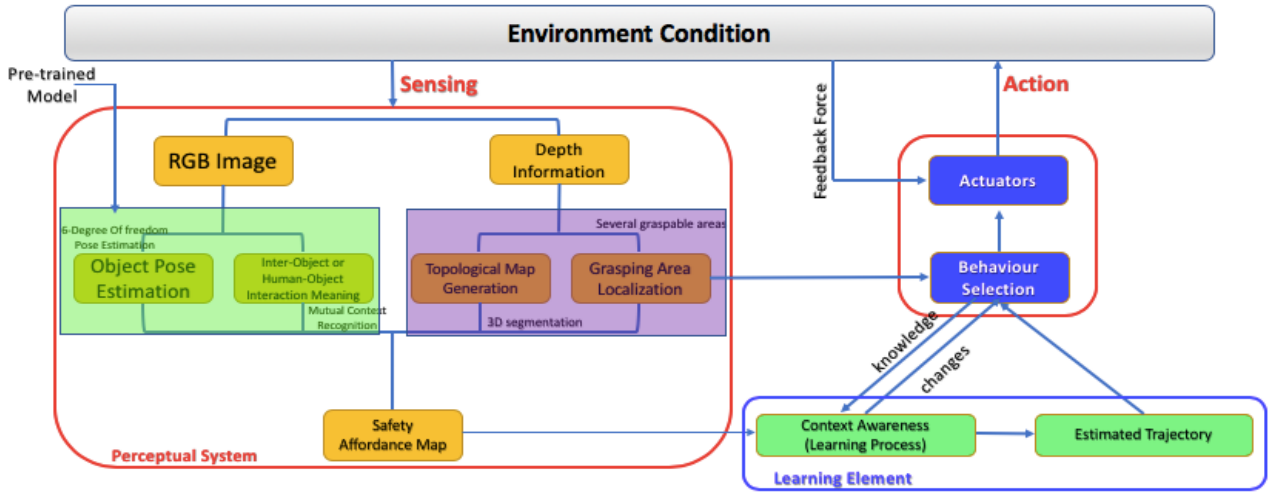 Environment Condition
Pre-trained
Model
Sensing
Feedback Force
Action
RGB Image
Depth
Information
Actuators
6-Degree Of freedom
Pose Estimation
Several graspable areas
Object Pose
Estimation
Inter-Object or
Human-Object
Interaction Meaning
Topological Map
Generation
Grasping Area
Localization
Behaviour
Selection
Mutual Context
Recognition
3D segmentation
knowledge
changes
Safety
Affordance Map
Context Awareness
(Learning Process)
Estimated Trajectory
Perceptual System
Learning Element